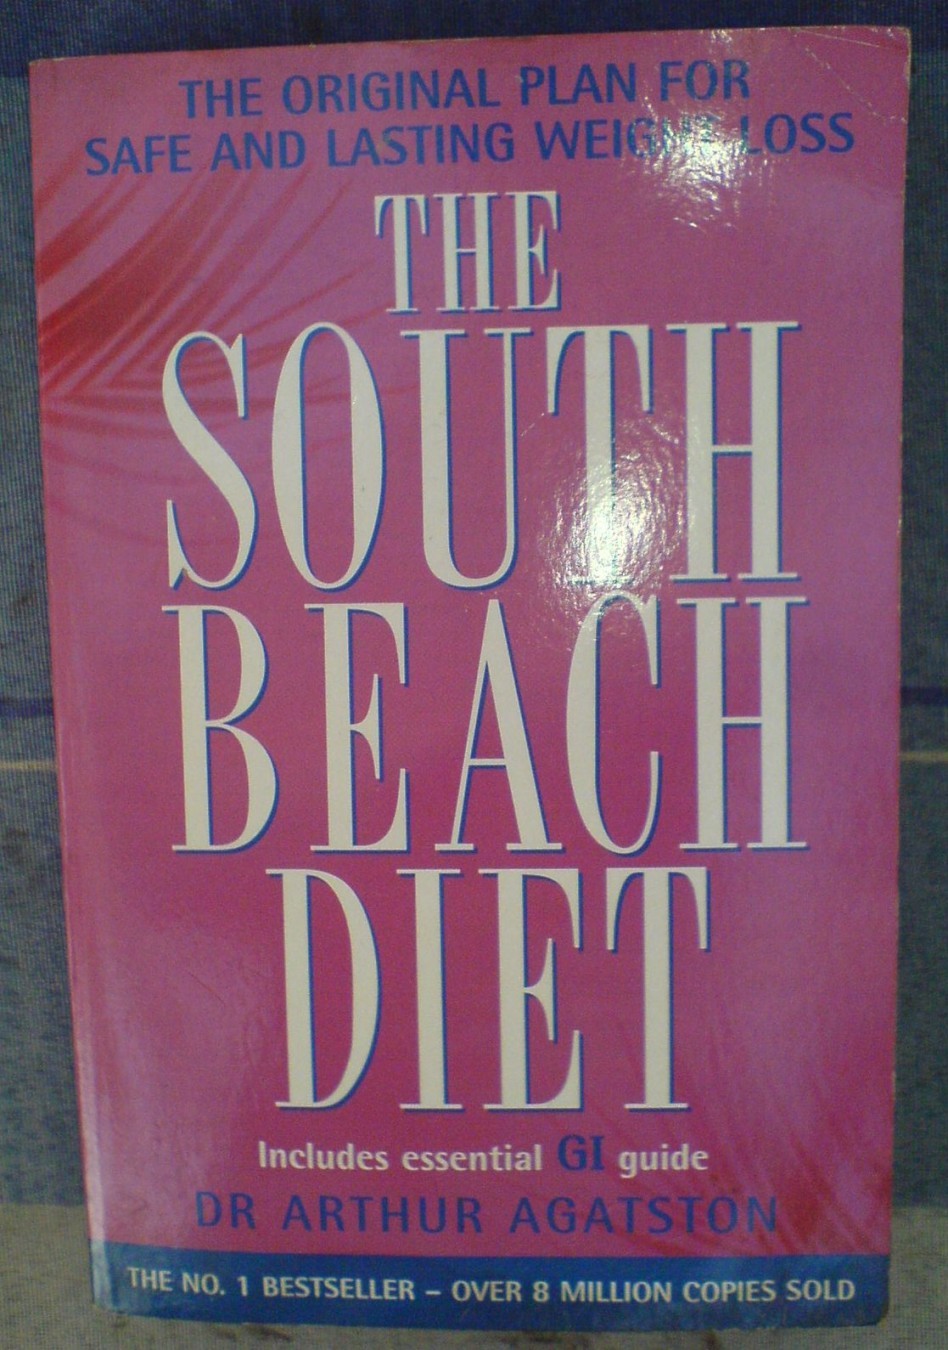 THE ORIGINAL PLAN FOR
SAFE AND LASTING WEIGHT LOSS
THE
SOUTH
BEACH
DIET
Includes essential GI guide
DR ARTHUR AGATSTON
THE NO. 1 BESTSELLER – OVER 8 MILLION COPIES SOLD